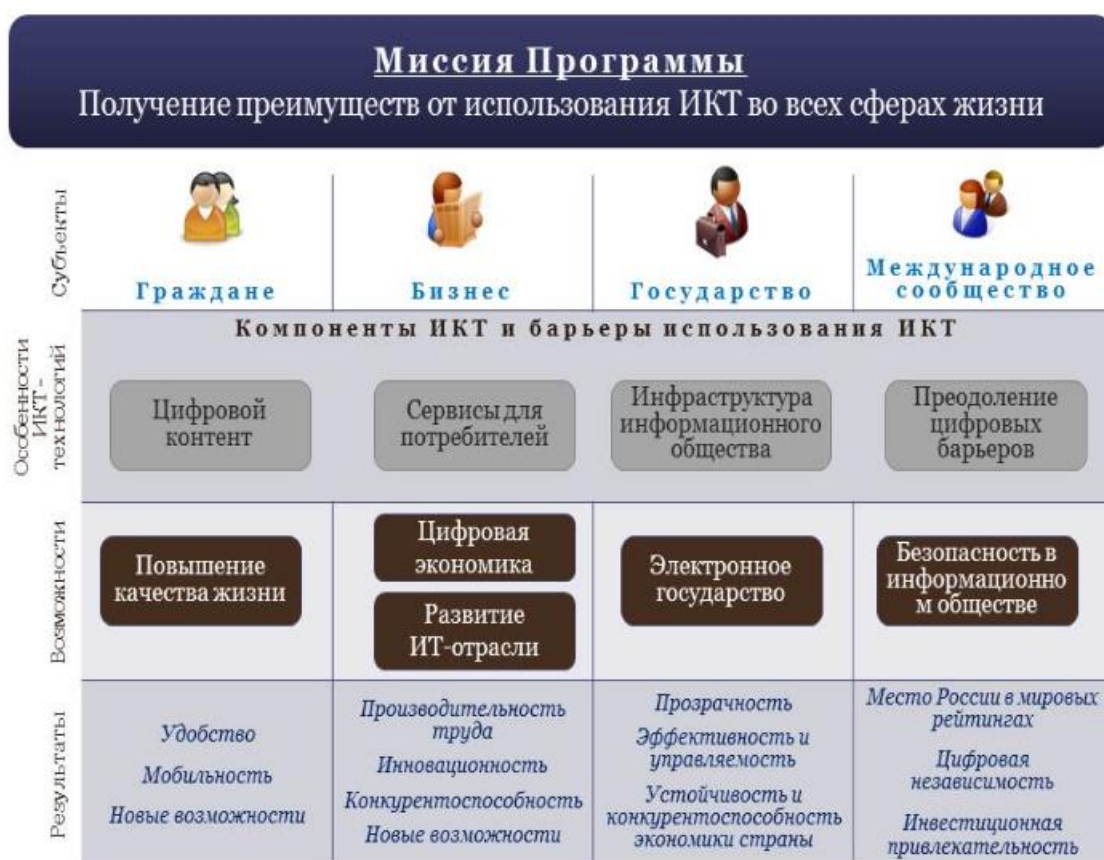 Миссия Программы
Получение преимуществ от использования ИКТ во всех сферах жизни
Субъекты
Граждане
Бизнес
Государство
Международное
сообщество
Особенности
ИКТ-
технологий
Компоненты ИКТ и барьеры использования ИКТ
Цифровой
контент
Сервисы для
потребителей
Инфраструктура
информационного
общества
Преодоление
цифровых
барьеров
Возможности
Повышение
качества жизни
Цифровая
экономика
Развитие
ИТ-отрасли
Электронное
государство
Безопасность в
информационно
м обществе
Результаты
Удобство
Мобильность
Новые возможности
Производительность
труда
Инновационность
Конкурентоспособность
Новые возможности
Прозрачность
Эффективность и
управляемость
Устойчивость и
конкурентоспособность
экономики страны
Место России в мировых
рейтингах
Цифровая
независимость
Инвестиционная
привлекательность